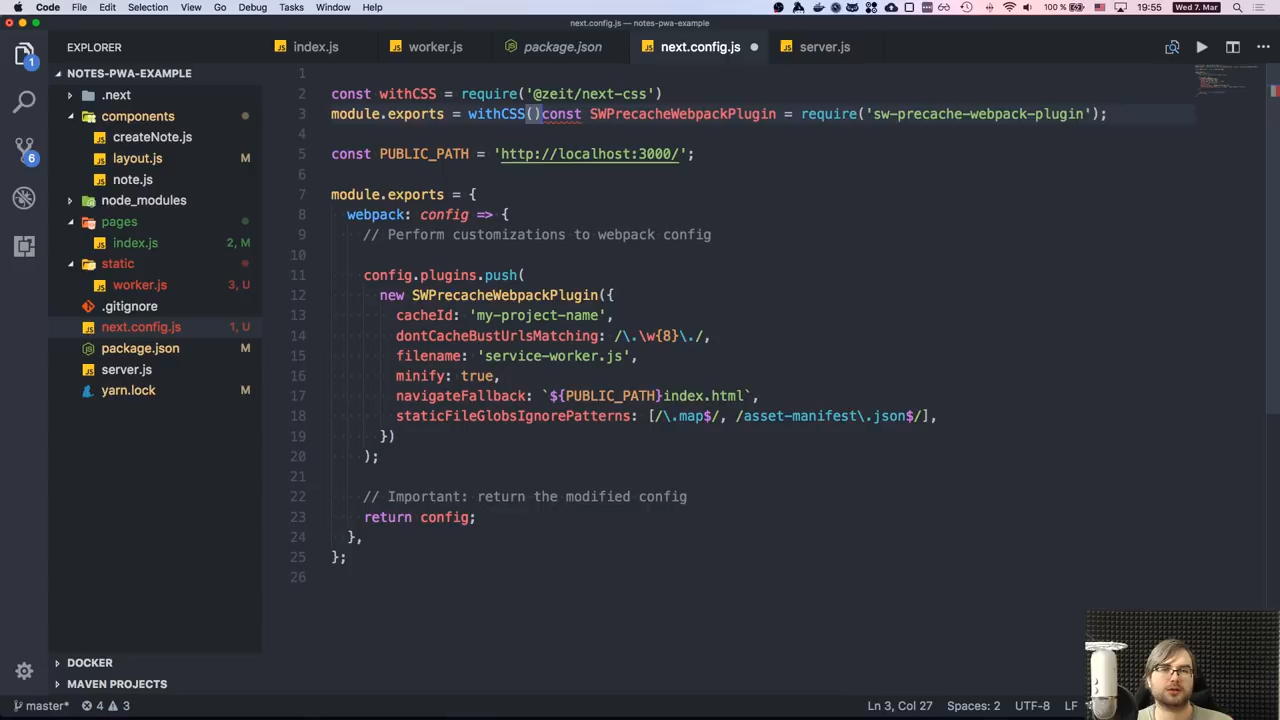 Code File Edit Selection View Go Debug Tasks Window Help 100 % 19:55 Wed 7. Mar
next.config.js — notes-pwa-example
EXPLORER
index.js worker.js package.json next.config.js server.js
NOTES-PWA-EXAMPLE
.next
components
createNote.js
layout.js M
note.js
node_modules
pages
index.js 2, M
static
worker.js 3, U
.gitignore
next.config.js 1, U
package.json M
server.js
yarn.lock M
DOCKER
MAVEN PROJECTS
1
6
1
2 const withCSS = require('@zeit/next-css')
3 module.exports = withCSS()const SWPrecacheWebpackPlugin = require('sw-precache-webpack-plugin');
4
5 const PUBLIC_PATH = 'http://localhost:3000/';
6
7 module.exports = {
8 webpack: config => {
9 // Perform customizations to webpack config
10
11 config.plugins.push(
12 new SWPrecacheWebpackPlugin({
13 cacheId: 'my-project-name',
14 dontCacheBustUrlsMatching: /\.\w{8}\./,
15 filename: 'service-worker.js',
16 minify: true,
17 navigateFallback: `${PUBLIC_PATH}index.html`,
18 staticFileGlobsIgnorePatterns: [/\.map$/, /asset-manifest\.json$/],
19 })
20 );
21
22 // Important: return the modified config
23 return config;
24 },
25 };
26
master* 4 3 Ln 3, Col 27 Spaces: 2 UTF-8 LF